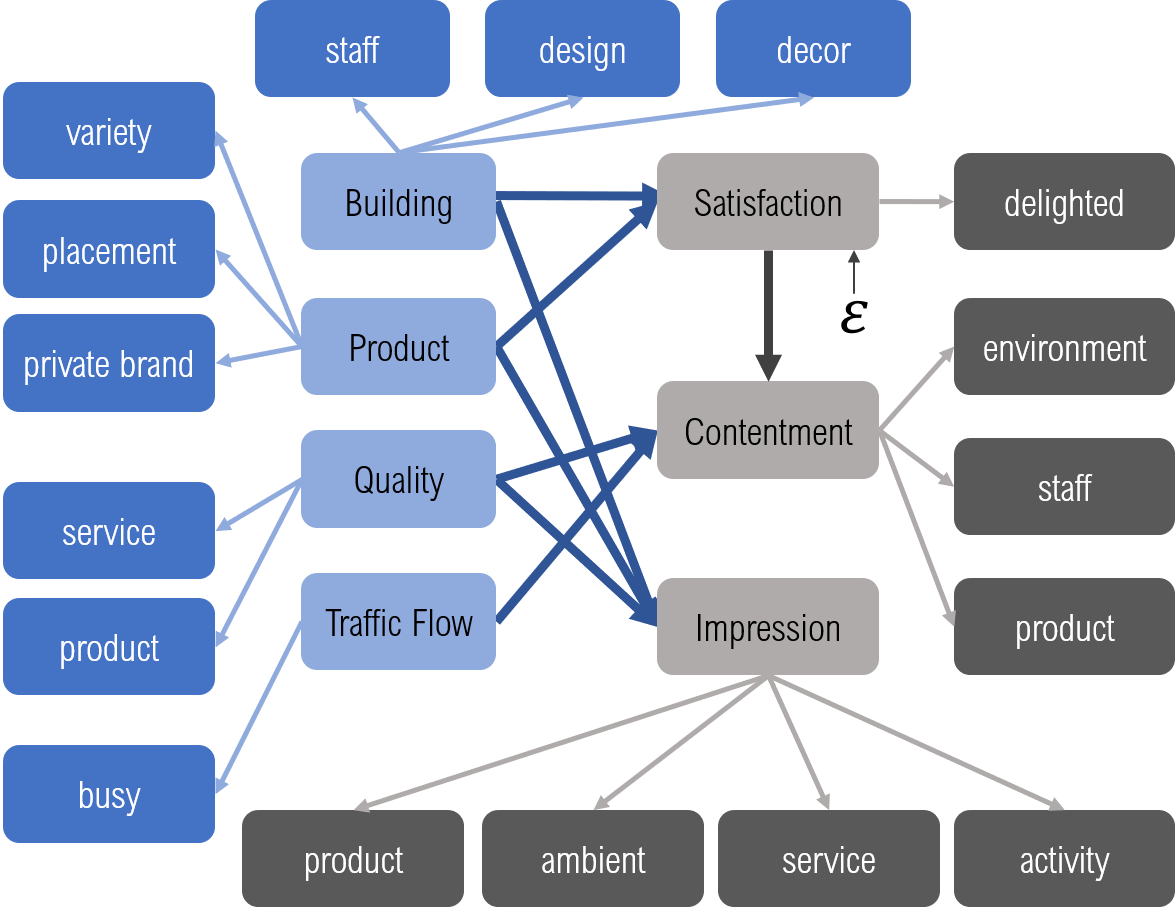 staff
design
decor
variety
placement
private brand
service
product
busy
Building
Product
Quality
Traffic Flow
Satisfaction
ε
Contentment
Impression
delighted
environment
staff
product
product
ambient
service
activity